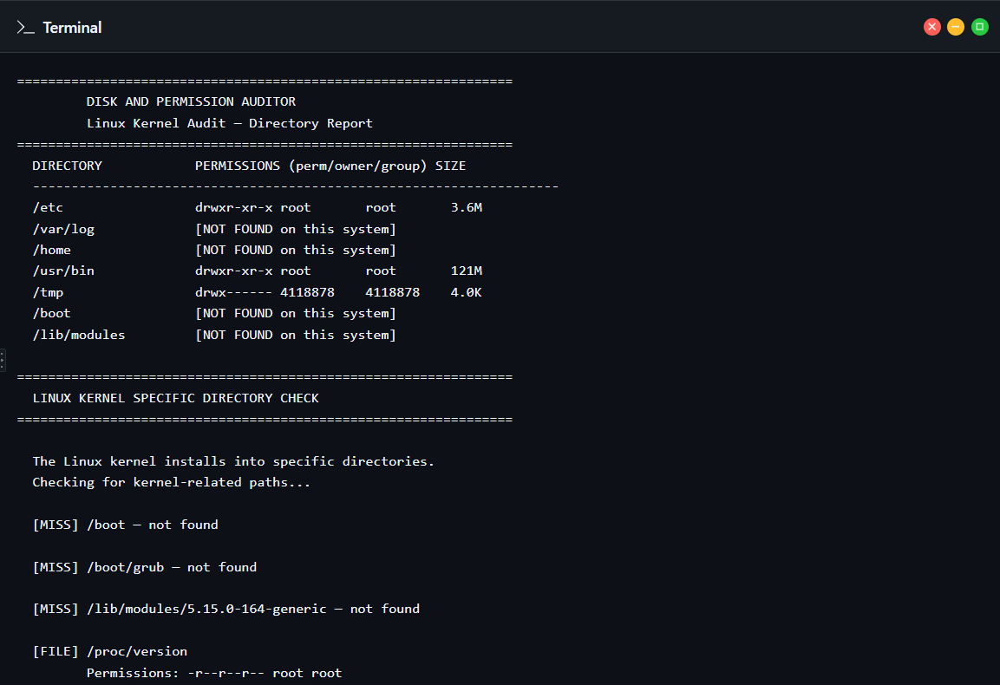 >_ Terminal
================================================================
DISK AND PERMISSION AUDITOR
Linux Kernel Audit — Directory Report
================================================================
DIRECTORY            PERMISSIONS (perm/owner/group) SIZE
--------------------------------------------------------------------
/etc                 drwxr-xr-x root       root       3.6M
/var/log             [NOT FOUND on this system]
/home                [NOT FOUND on this system]
/usr/bin             drwxr-xr-x root       root       121M
/tmp                 drwx------ 4118878    4118878    4.0K
/boot                [NOT FOUND on this system]
/lib/modules         [NOT FOUND on this system]
================================================================
LINUX KERNEL SPECIFIC DIRECTORY CHECK
================================================================
The Linux kernel installs into specific directories.
Checking for kernel-related paths...
[MISS] /boot — not found
[MISS] /boot/grub — not found
[MISS] /lib/modules/5.15.0-164-generic — not found
[FILE] /proc/version
Permissions: -r--r--r-- root root